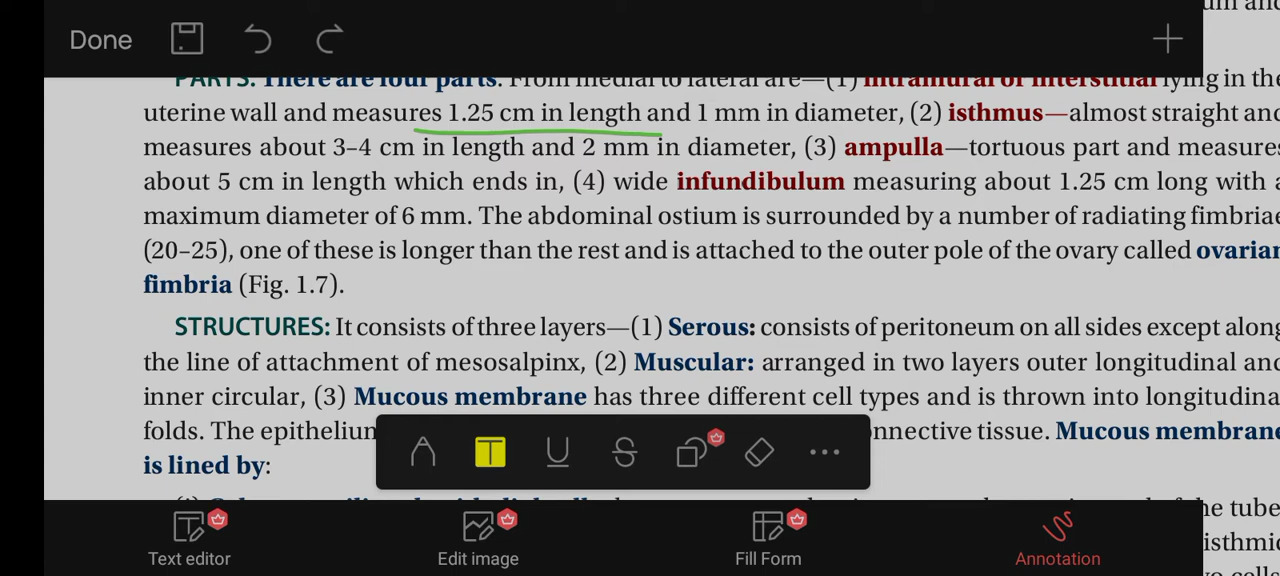 um and
Done
PARTS: There are four parts. From medial to lateral are—(1) intramural or interstitial lying in the
uterine wall and measures 1.25 cm in length and 1 mm in diameter, (2) isthmus—almost straight and
measures about 3–4 cm in length and 2 mm in diameter, (3) ampulla—tortuous part and measures
about 5 cm in length which ends in, (4) wide infundibulum measuring about 1.25 cm long with a
maximum diameter of 6 mm. The abdominal ostium is surrounded by a number of radiating fimbriae
(20–25), one of these is longer than the rest and is attached to the outer pole of the ovary called ovarian
fimbria (Fig. 1.7).
STRUCTURES: It consists of three layers—(1) Serous: consists of peritoneum on all sides except along
the line of attachment of mesosalpinx, (2) Muscular: arranged in two layers outer longitudinal and
inner circular, (3) Mucous membrane has three different cell types and is thrown into longitudinal
folds. The epithelium connective tissue. Mucous membrane
is lined by:
of the tube
Text editor
Edit image
Fill Form
Annotation
isthmic
two cells